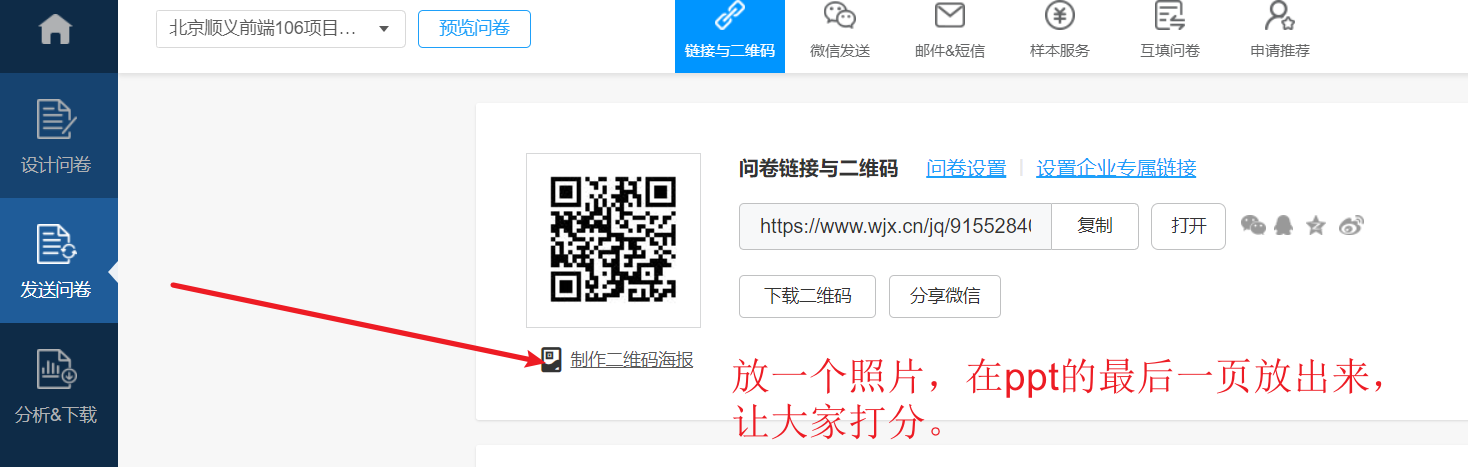 北京顺义前端106项目...
预览问卷
链接与二维码
微信发送
邮件&短信
样本服务
互填问卷
申请推荐
设计问卷
发送问卷
分析&下载
问卷链接与二维码
问卷设置
设置企业专属链接
https://www.wjx.cn/jq/9155284
复制
打开
下载二维码
分享微信
制作二维码海报
放一个照片，在ppt的最后一页放出来，
让大家打分。